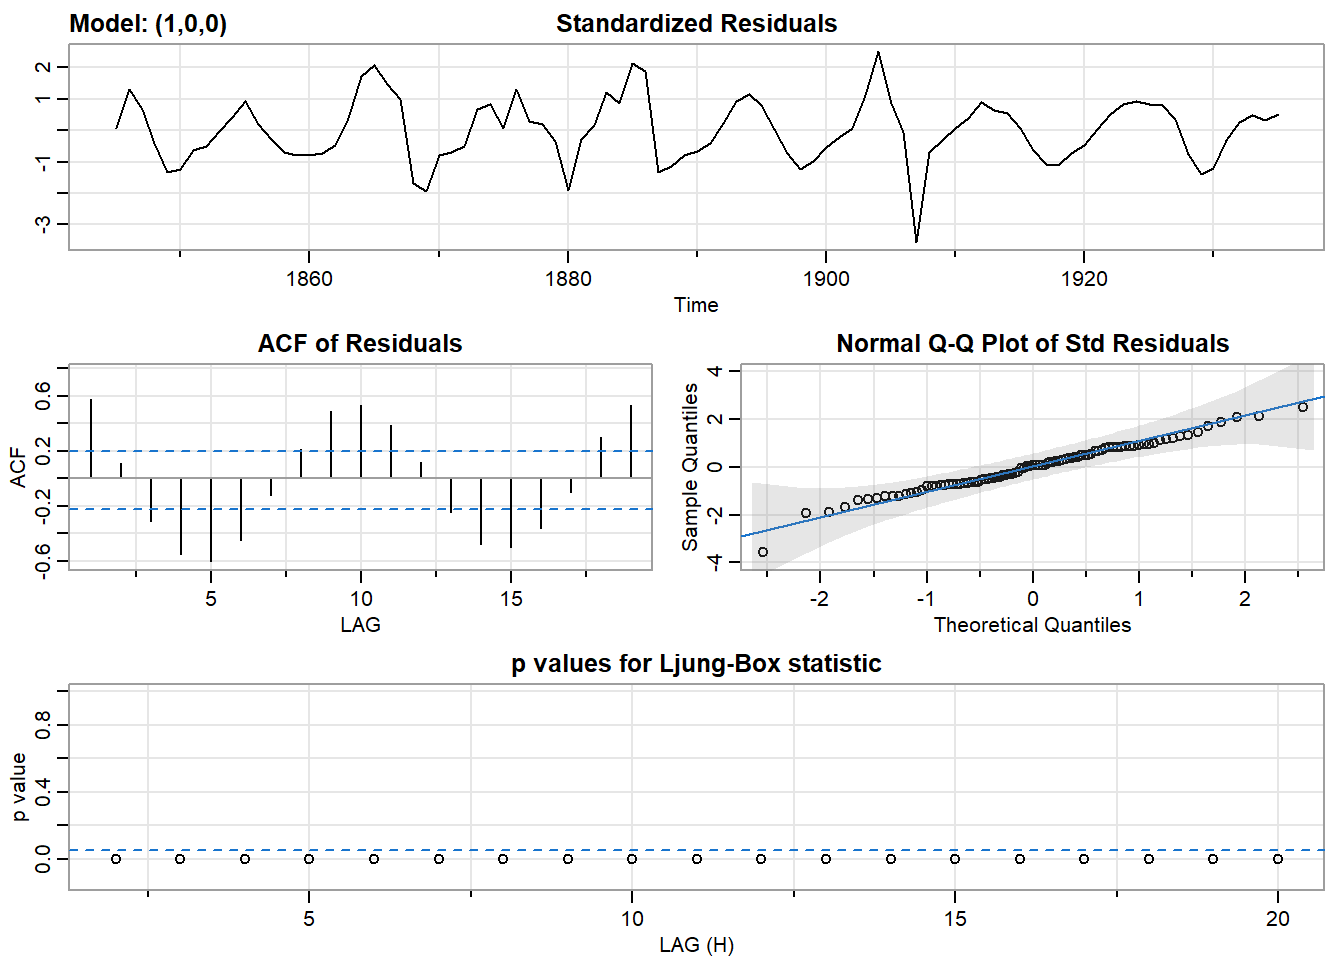 Model: (1,0,0) Standardized Residuals
2
1
-1
-3
1860 1880 1900 1920
Time
ACF of Residuals
ACF
0.6
0.2
-0.2
-0.6
5 10 15
LAG
Normal Q-Q Plot of Std Residuals
Sample Quantiles
4
2
0
-2
-4
-2 -1 0 1 2
Theoretical Quantiles
p values for Ljung-Box statistic
p value
0.8
0.4
0.0
5 10 15 20
LAG (H)